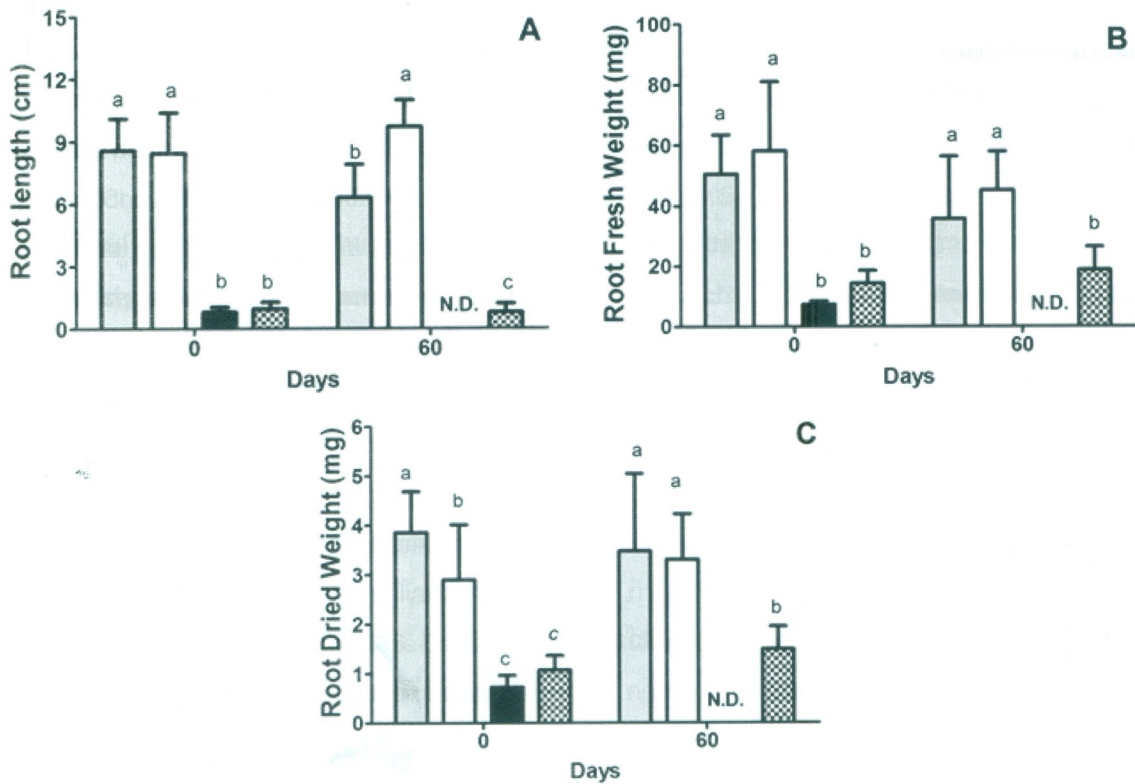 A
Root length (cm)
15
12
9
6
3
0
a
a
b
b
b
a
N.D.
c
0
60
Days
B
Root Fresh Weight (mg)
100
80
60
40
20
0
a
a
b
b
a
a
N.D.
b
0
60
Days
C
Root Dried Weight (mg)
6
5
4
3
2
1
0
a
b
c
c
a
a
N.D.
b
0
60
Days